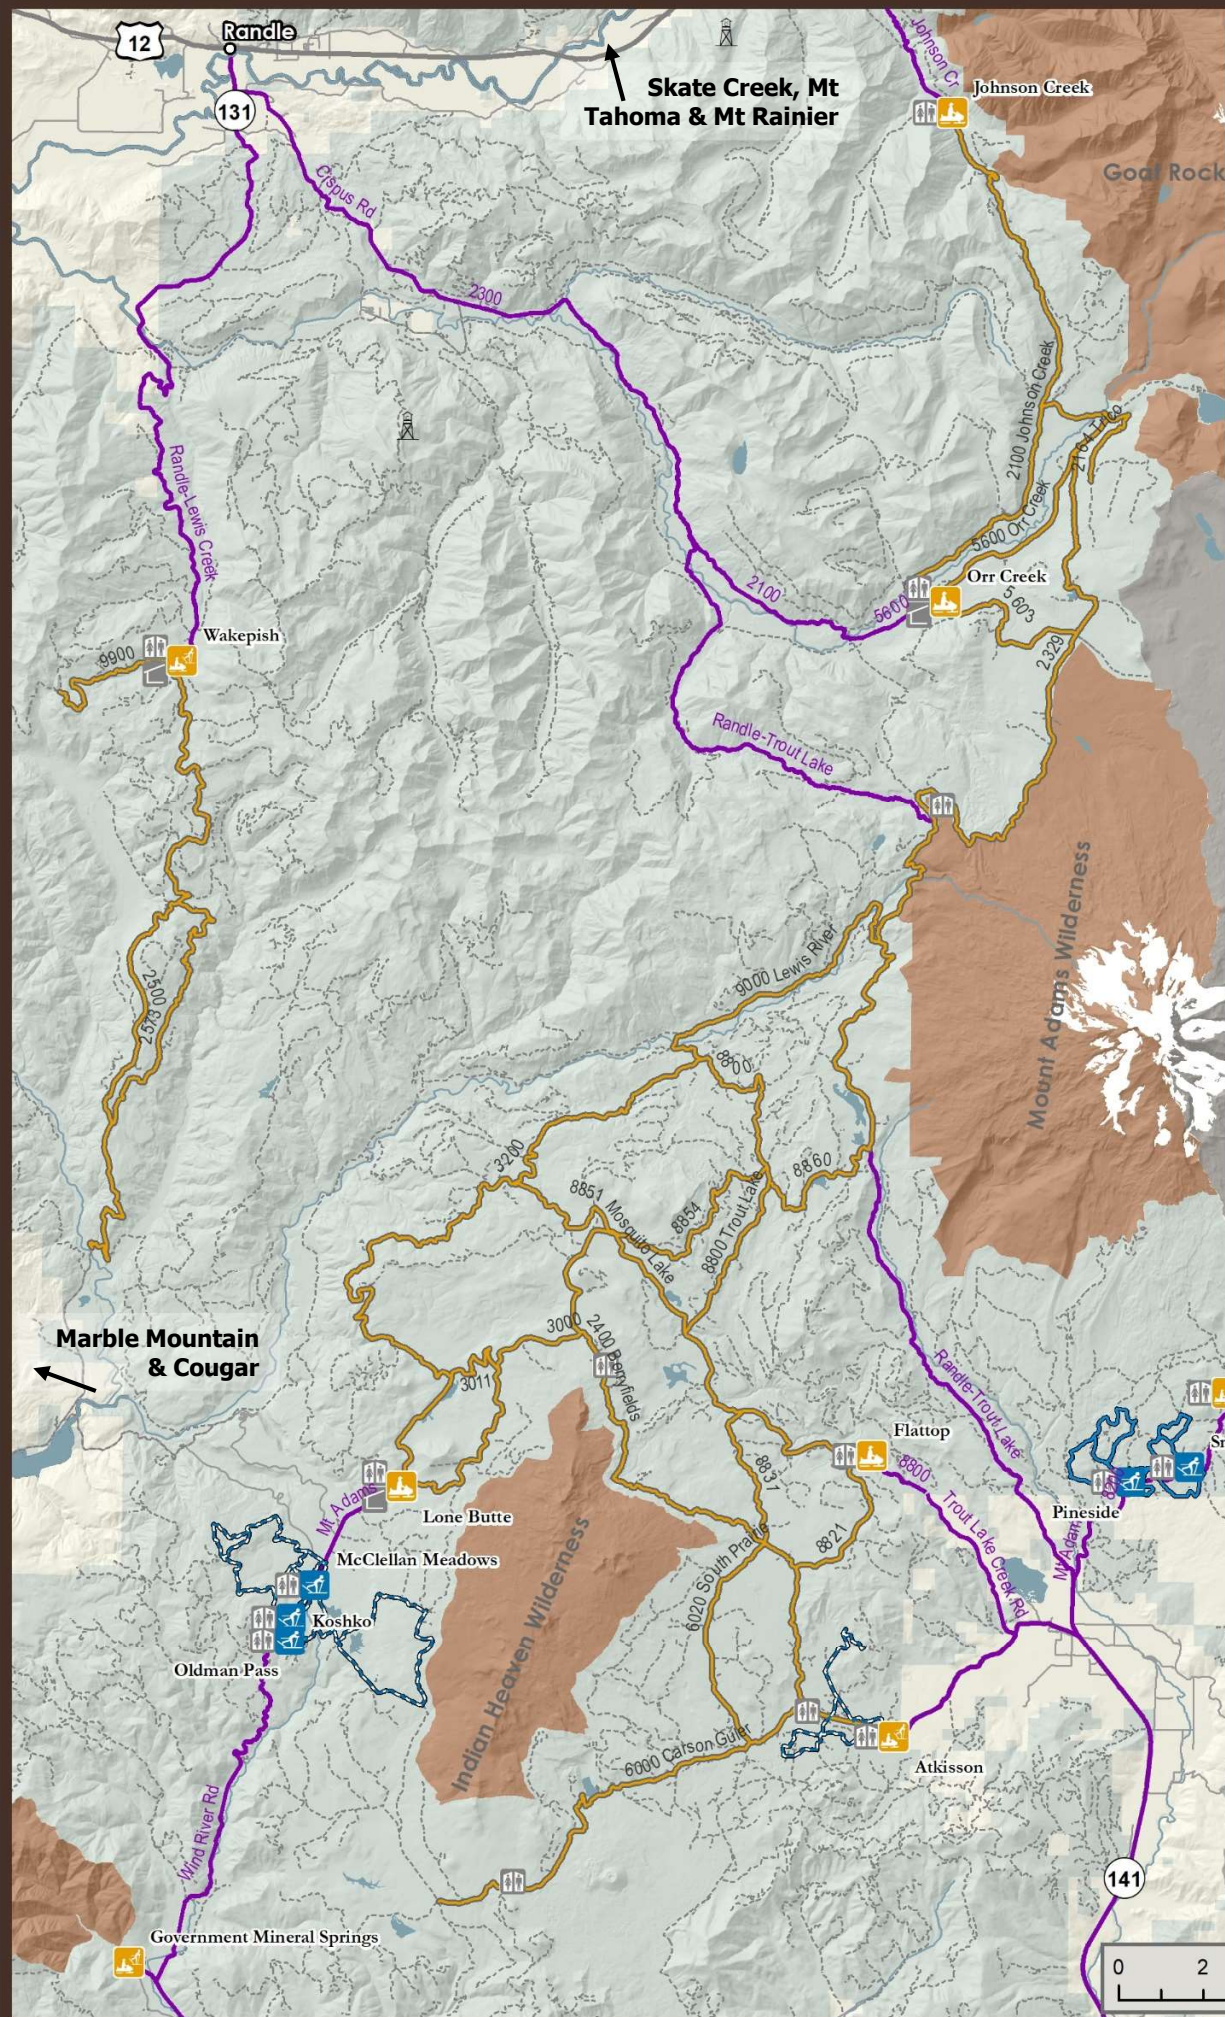 Randle
12
Skate Creek, Mt
Tahoma & Mt Rainier
Johnson Cr
Johnson Creek
131
Goat Rock
Cispus Rd
2300
2100 Johnson Creek
2164 Trico
Randle-Lewis Creek
5600 Orr Creek
Orr Creek
2100
5600
5603
2329
Wakepish
9900
Randle-Trout Lake
Mount Adams Wilderness
9000 Lewis River
2500
2573
8800
3200
8860
8851 Mosquito Lake
8854
8800 Trout Lake
Marble Mountain
& Cougar
3000
2400 Berryfields
3011
Randle-Trout Lake
Flattop
8831
8800 Trout Lake Creek Rd
Pineside
Mt Adams
Lone Butte
8821
Mt Adam
McClellan Meadows
6020 South Prairie
Koshko
Oldman Pass
Indian Heaven Wilderness
6000 Carson Guler
Atkisson
Wind River Rd
141
Government Mineral Springs
0 2